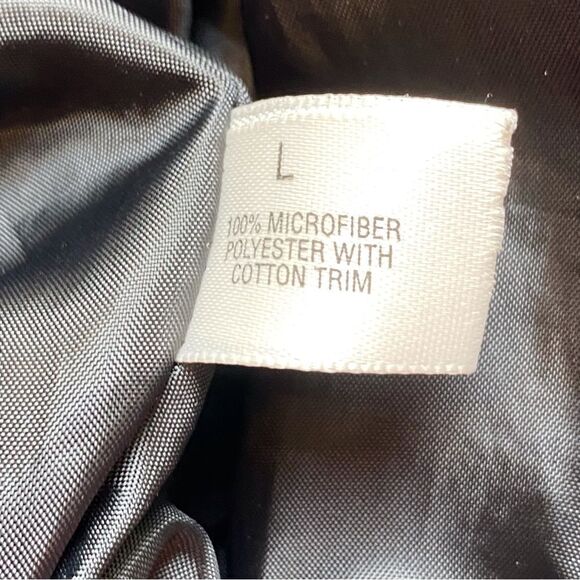 L
100% MICROFIBER
POLYESTER WITH
COTTON TRIM